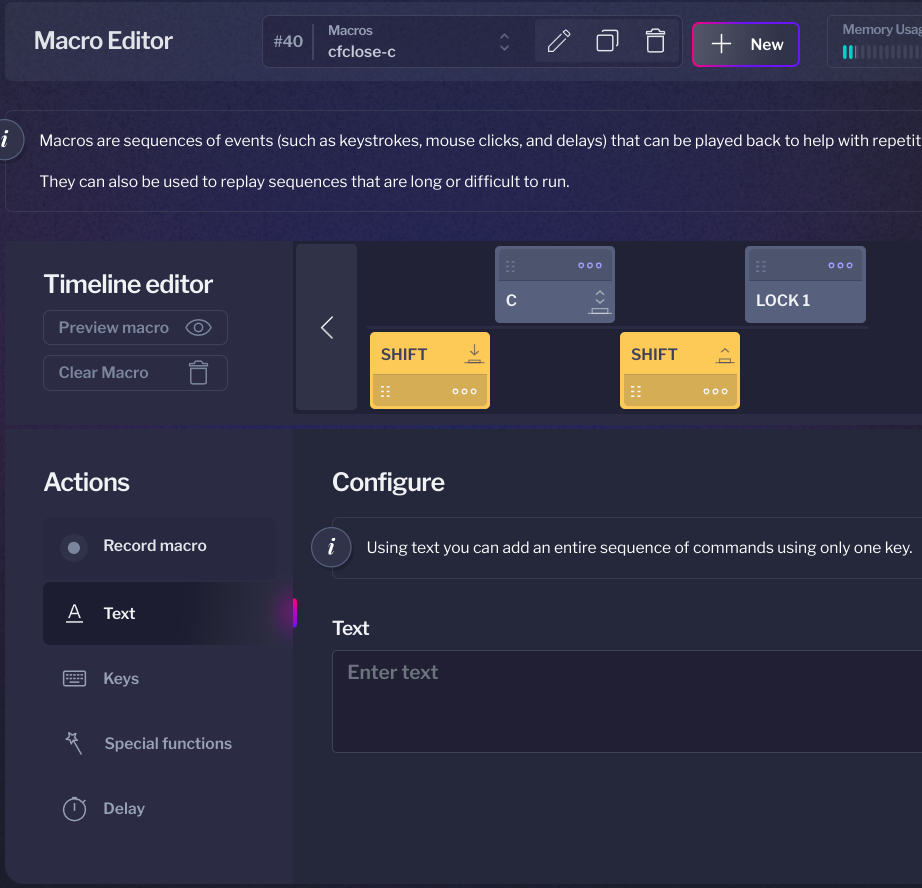 Macro Editor
#40
Macros
cfclose-c
New
Memory Usag
i
Macros are sequences of events (such as keystrokes, mouse clicks, and delays) that can be played back to help with repetit
They can also be used to replay sequences that are long or difficult to run.
Timeline editor
Preview macro
Clear Macro
C
LOCK 1
SHIFT
SHIFT
Actions
Record macro
A
Text
Keys
Special functions
Delay
Configure
i
Using text you can add an entire sequence of commands using only one key.
Text
Enter text